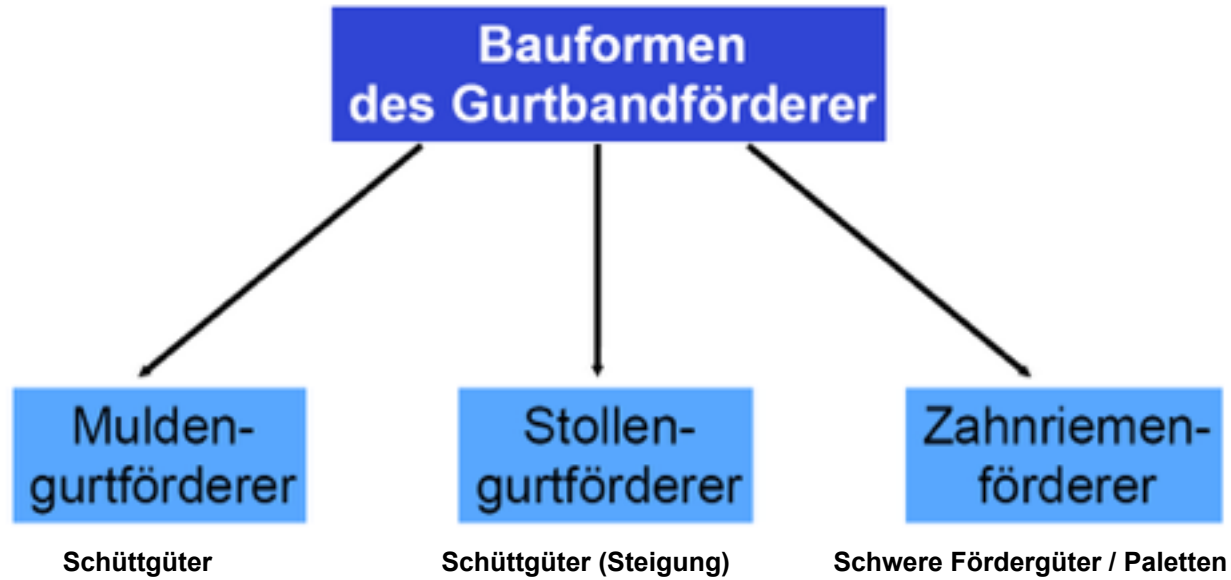 Bauformen
des Gurtbandförderer
Mulden-
gurtförderer
Stollen-
gurtförderer
Zahnriemen-
förderer
Schüttgüter
Schüttgüter (Steigung)
Schwere Fördergüter / Paletten